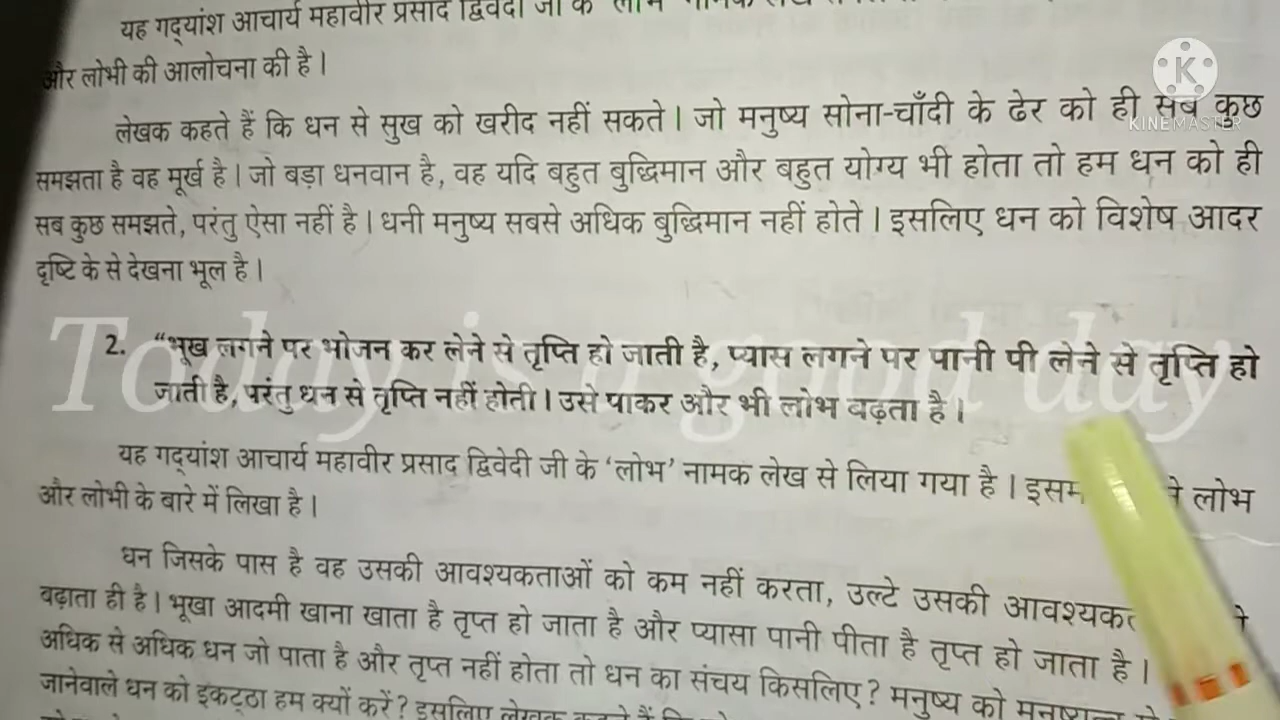 यह गद्यांश आचार्य महावीर प्रसाद द्विवेदी जी के 'लोभ' नामक लेख से
और लोभी की आलोचना की है।
लेखक कहते हैं कि धन से सुख को खरीद नहीं सकते। जो मनुष्य सोना-चाँदी के ढेर को ही सब कुछ
K
KINEMASTER
समझता है वह मूर्ख है। जो बड़ा धनवान है, वह यदि बहुत बुद्धिमान और बहुत योग्य भी होता तो हम धन को ही
सब कुछ समझते, परंतु ऐसा नहीं है। धनी मनुष्य सबसे अधिक बुद्धिमान नहीं होते। इसलिए धन को विशेष आदर
दृष्टि के से देखना भूल है।
Today is a good day
2. "भूख लगने पर भोजन कर लेने से तृप्ति हो जाती है, प्यास लगने पर पानी पी लेने से तृप्ति हो
जाती है, परंतु धन से तृप्ति नहीं होती। उसे पाकर और भी लोभ बढ़ता है।
यह गद्यांश आचार्य महावीर प्रसाद द्विवेदी जी के 'लोभ' नामक लेख से लिया गया है। लोभ
और लोभी के बारे में लिखा है।
धन जिसके पास है वह उसकी आवश्यकताओं को कम नहीं करता, उल्टे उसकी
बढ़ाता ही है। भूखा आदमी खाना खाता है तृप्त हो जाता है और प्यासा पानी पीता है तृप्त हो जाता है।
अधिक से अधिक धन जो पाता है और तृप्त नहीं होता तो धन का संचय किसलिए? मनुष्य को
जानेवाले धन को इकट्ठा हम क्यों करें? इसलिए लेखक कहते हैं कि